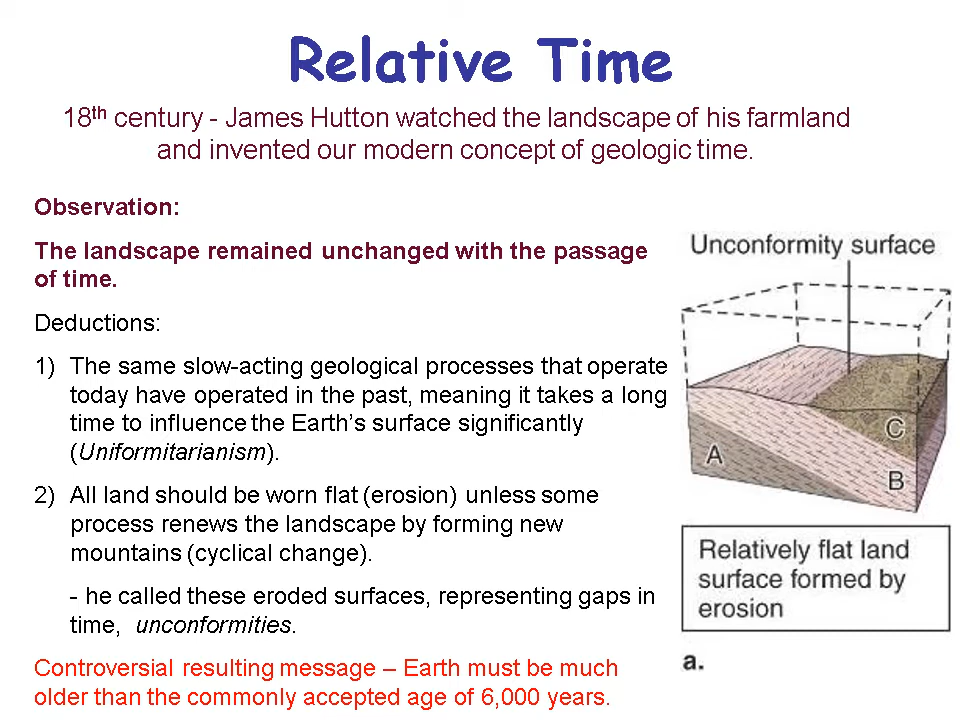 Relative Time
18th century - James Hutton watched the landscape of his farmland
and invented our modern concept of geologic time.
Observation:
The landscape remained unchanged with the passage
of time.
Deductions:
1) The same slow-acting geological processes that operate
today have operated in the past, meaning it takes a long
time to influence the Earth's surface significantly
(Uniformitarianism).
2) All land should be worn flat (erosion) unless some
process renews the landscape by forming new
mountains (cyclical change).
- he called these eroded surfaces, representing gaps in
time, unconformities.
Controversial resulting message – Earth must be much
older than the commonly accepted age of 6,000 years.
Unconformity surface
C
A
B
Relatively flat land
surface formed by
erosion
a.